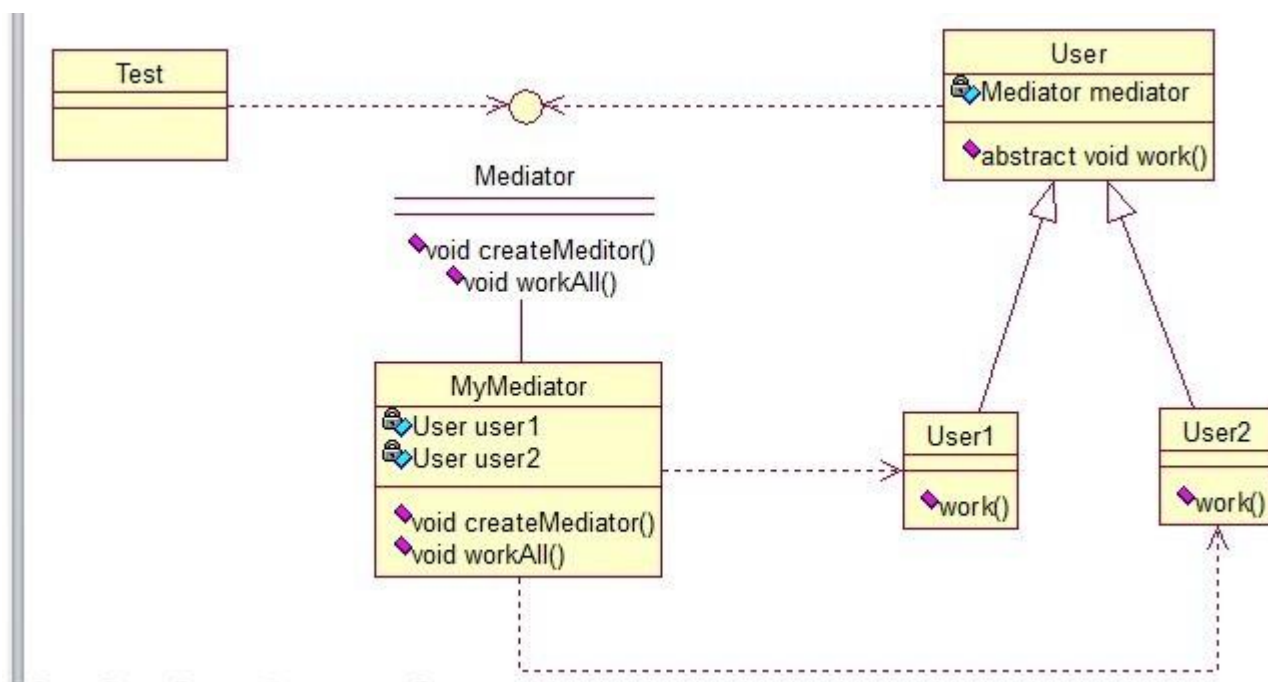 Test
User
Mediator mediator
abstract void work()
Mediator
void createMeditor()
void workAll()
MyMediator
User user1
User user2
void createMediator()
void workAll()
User1
work()
User2
work()